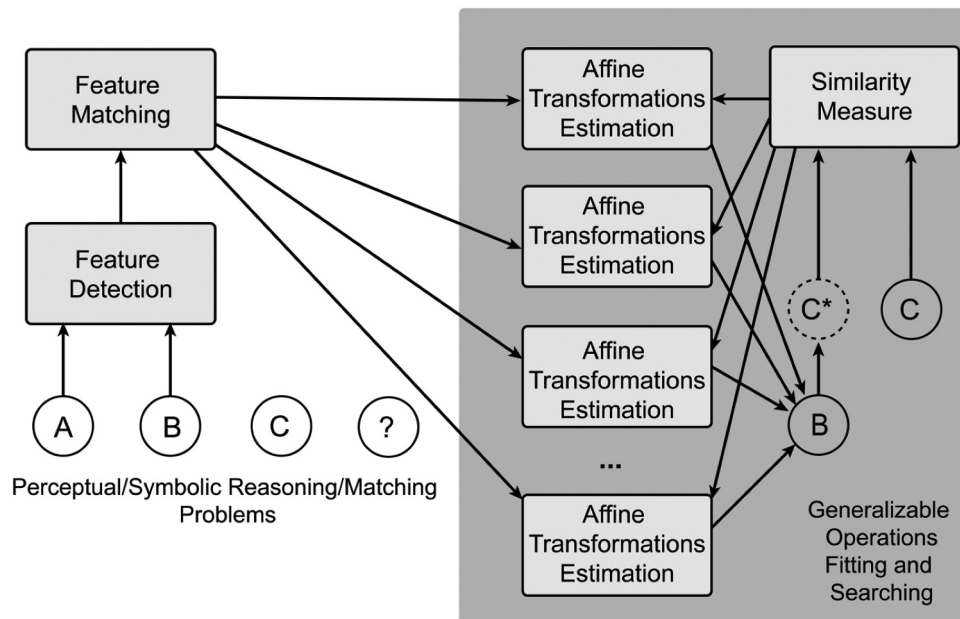 Feature
Matching
Feature
Detection
A
B
C
?
Perceptual/Symbolic Reasoning/Matching
Problems
Affine
Transformations
Estimation
Affine
Transformations
Estimation
Affine
Transformations
Estimation
...
Affine
Transformations
Estimation
Similarity
Measure
C*
C
B
Generalizable
Operations
Fitting and
Searching